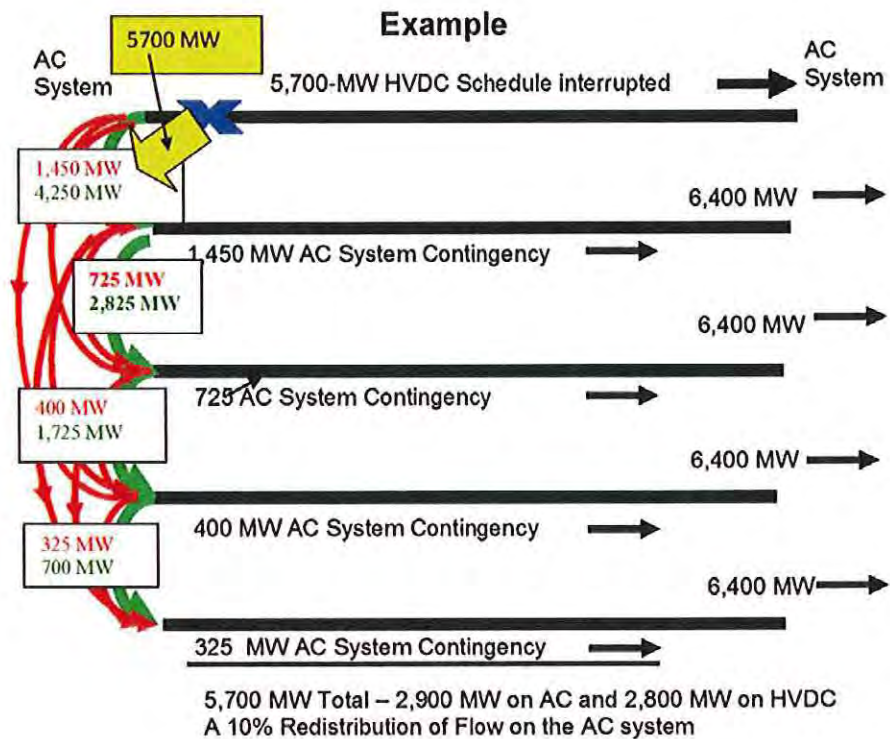 Example
5700 MW
AC
System
5,700-MW HVDC Schedule interrupted
AC
System
1,450 MW
4,250 MW
6,400 MW
1,450 MW AC System Contingency
725 MW
2,825 MW
6,400 MW
725 AC System Contingency
400 MW
1,725 MW
6,400 MW
400 MW AC System Contingency
325 MW
700 MW
6,400 MW
325 MW AC System Contingency
5,700 MW Total – 2,900 MW on AC and 2,800 MW on HVDC
A 10% Redistribution of Flow on the AC system